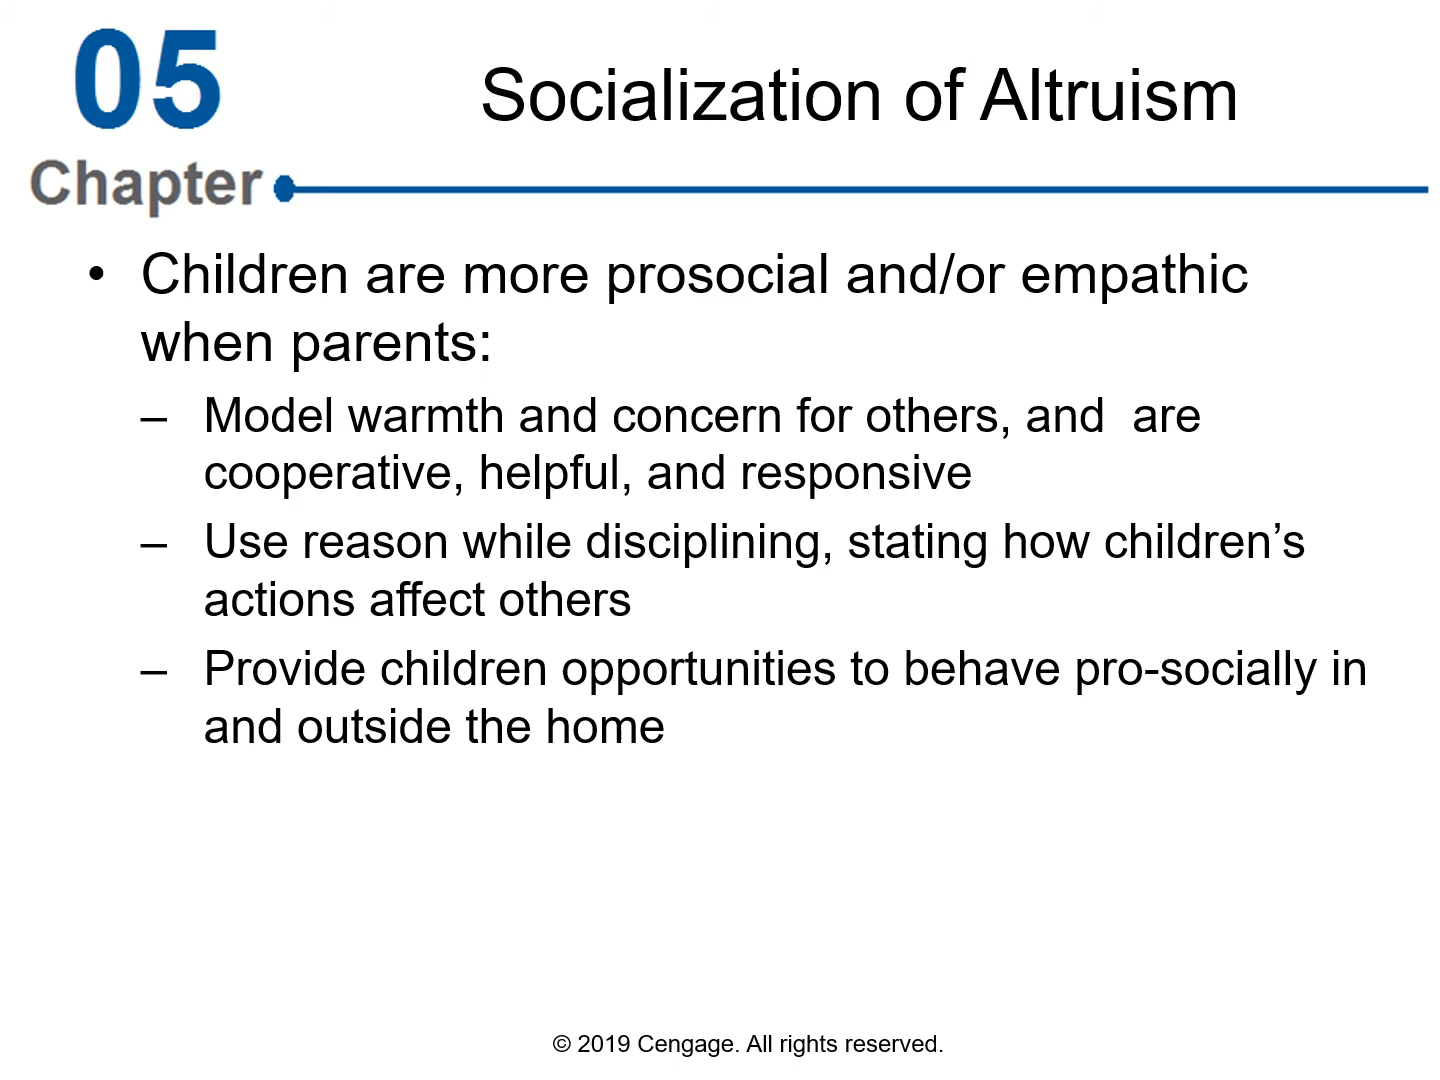 05
Chapter
Socialization of Altruism
• Children are more prosocial and/or empathic
when parents:
– Model warmth and concern for others, and  are
cooperative, helpful, and responsive
– Use reason while disciplining, stating how children’s
actions affect others
– Provide children opportunities to behave pro-socially in
and outside the home
© 2019 Cengage. All rights reserved.